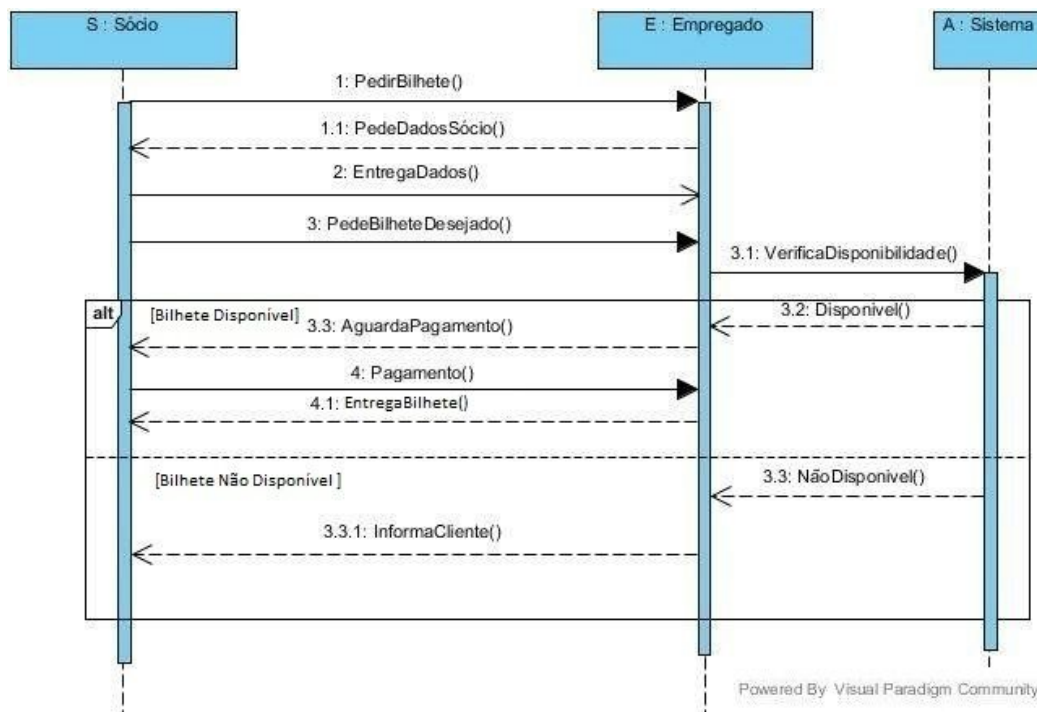 S : Sócio
E : Empregado
A : Sistema
1: PedirBilhete()
1.1: PedeDadosSócio()
2: EntregaDados()
3: PedeBilheteDesejado()
3.1: VerificaDisponibilidade()
alt
[Bilhete Disponível]
3.2: Disponivel()
3.3: AguardaPagamento()
4: Pagamento()
4.1: EntregaBilhete()
[Bilhete Não Disponível ]
3.3: NãoDisponivel()
3.3.1: InformaCliente()
Powered By Visual Paradigm Community